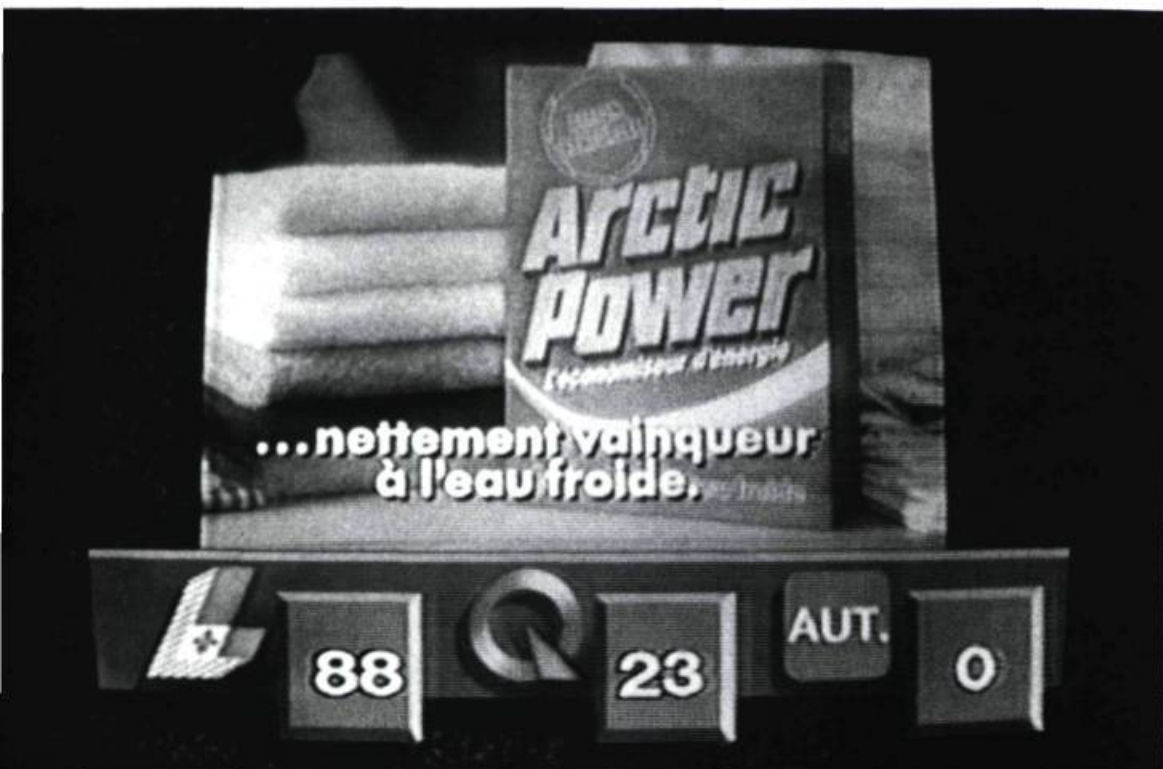 Arctic
Power
L'économiseur d'énergie
...nettement vainqueur
à l'eau froide.
L 88 Q 23 AUT. 0